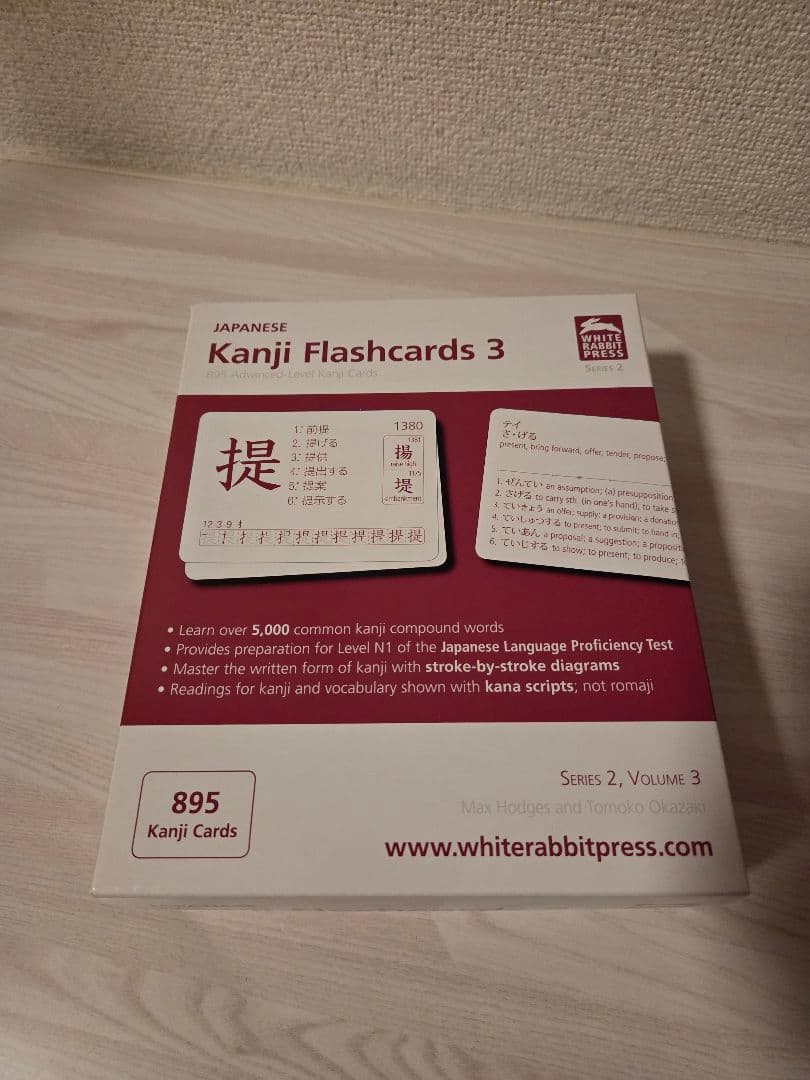 JAPANESE
Kanji Flashcards 3
895 Advanced-Level Kanji Cards
WHITE
RABBIT
PRESS
SERIES 2
提
1. 前提
2. 提げる
3. 提供
4. 提出する
5. 提案
6. 提示する
1380
1381
揚
raise high
堤
embankment
12 3-9
提
テイ
さ・げる
present, bring forward, offer, tender, propose;
1. ぜんてい an assumption; (a) presupposition
2. さげる to carry sth. (in one's hand); to take
3. ていきょう an offer; supply; a provision; a donation
4. ていしゅつする to present; to submit; to hand in;
5. ていあん a proposal; a suggestion; a proposit
6. ていじする to show; to present; to produce;
• Learn over 5,000 common kanji compound words
• Provides preparation for Level N1 of the Japanese Language Proficiency Test
• Master the written form of kanji with stroke-by-stroke diagrams
• Readings for kanji and vocabulary shown with kana scripts; not romaji
895
Kanji Cards
SERIES 2, VOLUME 3
Max Hodges and Tomoko Okazaki
www.whiterabbitpress.com